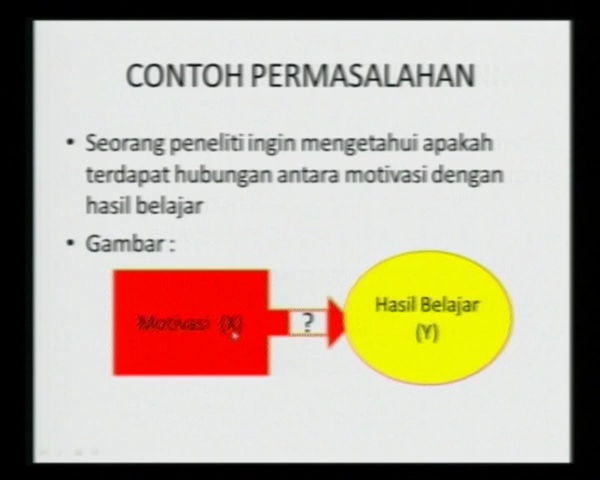 CONTOH PERMASALAHAN
• Seorang peneliti ingin mengetahui apakah
terdapat hubungan antara motivasi dengan
hasil belajar
• Gambar :
Motivasi (X)
?
Hasil Belajar
(Y)